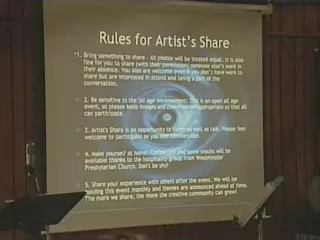 Rules for Artist's Share
*1. Bring something to share - All photos will be treated equal. It is also
fine for you to share (with their permission) someone else's work in
their absence. You also are welcome even if you don't have work to
share but are interested in attend and being a part of the
conversation.
2. Be sensitive to the all age environment: This is an open all age
event, so please keep images and conversation appropriate so that all
can participate.
3. Artist's Share is an opportunity to listen as well as talk. Please feel
welcome to participate as you feel comfortable.
4. Make yourself at home: Coffee/tea and some snacks will be
available thanks to the hospitality group from Westminster
Presbyterian Church. Don't be shy!
5. Share your experience with others after the event. We will be
holding this event monthly and themes are announced ahead of time.
The more we share, the more the creative community can grow!